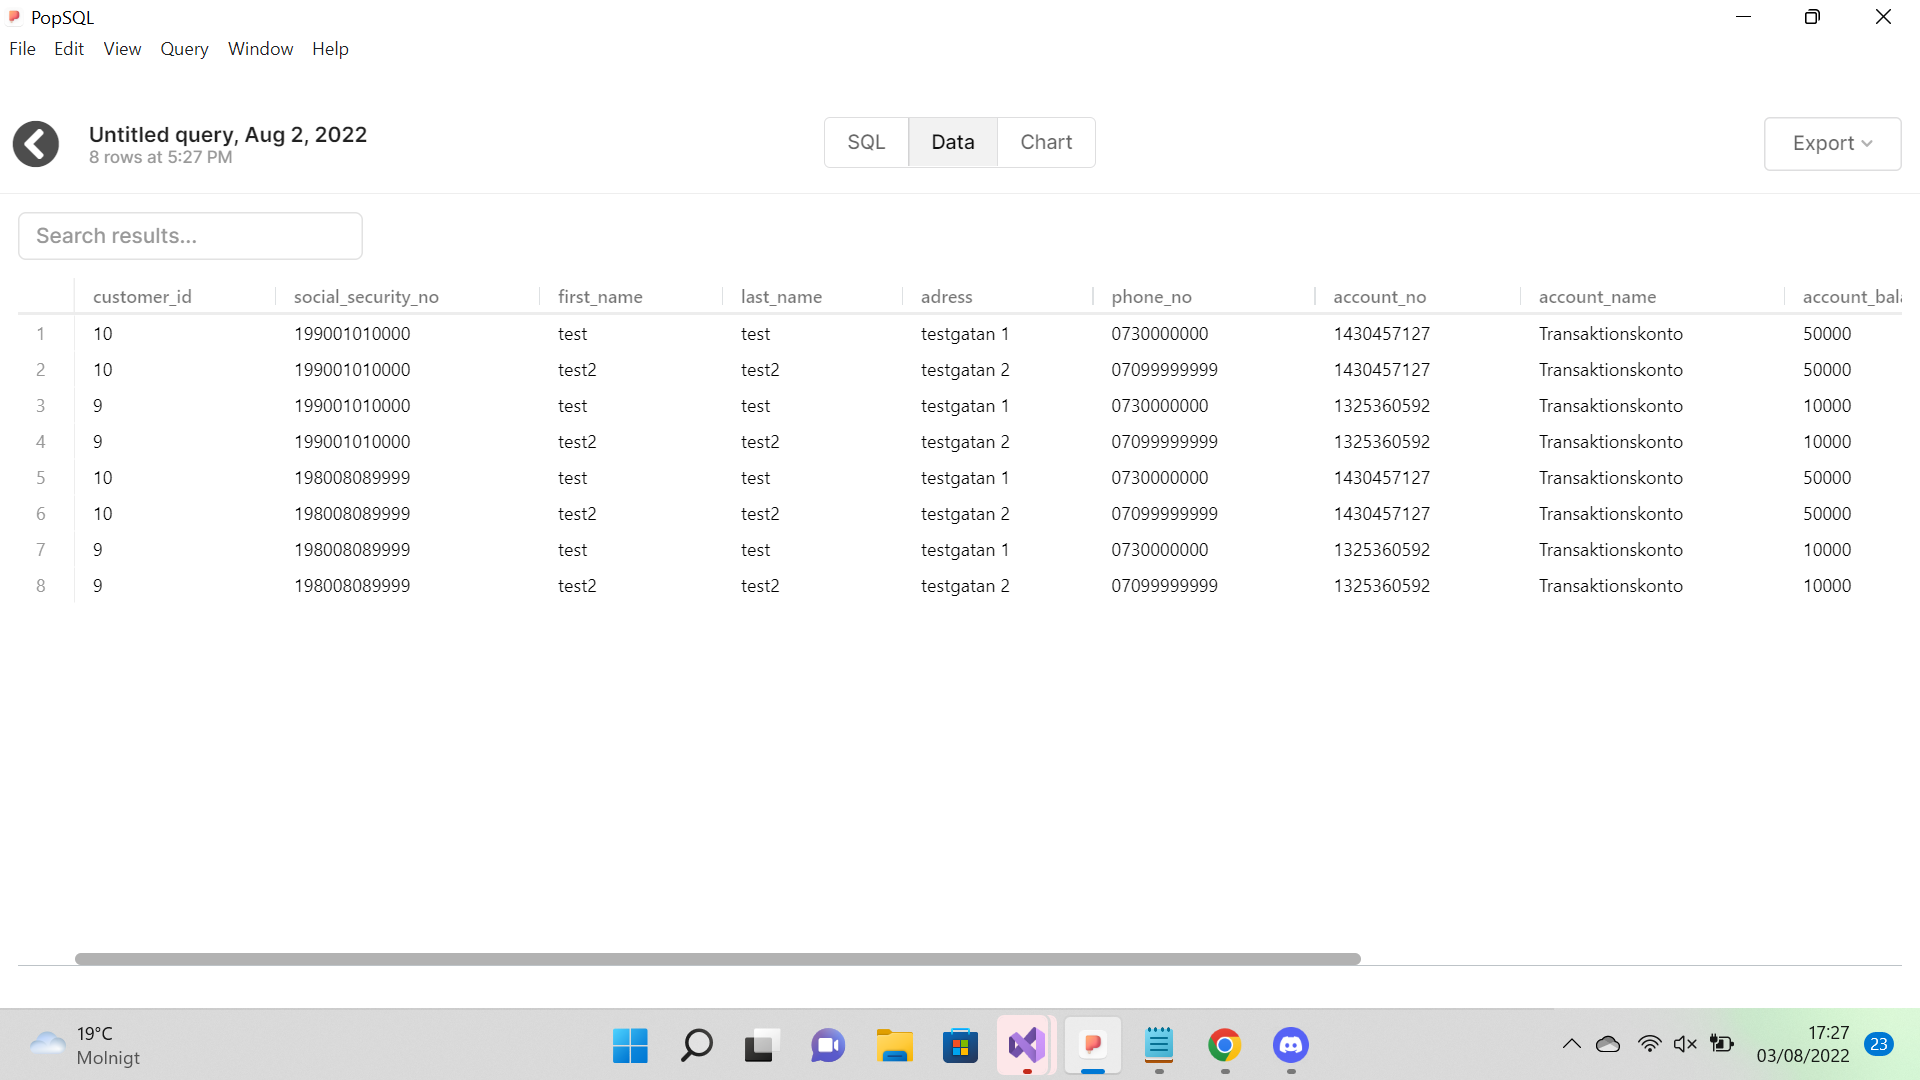 PopSQL
File Edit View Query Window Help
Untitled query, Aug 2, 2022
8 rows at 5:27 PM
SQL Data Chart
Export
Search results...
customer_id social_security_no first_name last_name adress phone_no account_no account_name account_bala
1 10 199001010000 test test testgatan 1 0730000000 1430457127 Transaktionskonto 50000
2 10 199001010000 test2 test2 testgatan 2 07099999999 1430457127 Transaktionskonto 50000
3 9 199001010000 test test testgatan 1 0730000000 1325360592 Transaktionskonto 10000
4 9 199001010000 test2 test2 testgatan 2 07099999999 1325360592 Transaktionskonto 10000
5 10 198008089999 test test testgatan 1 0730000000 1430457127 Transaktionskonto 50000
6 10 198008089999 test2 test2 testgatan 2 07099999999 1430457127 Transaktionskonto 50000
7 9 198008089999 test test testgatan 1 0730000000 1325360592 Transaktionskonto 10000
8 9 198008089999 test2 test2 testgatan 2 07099999999 1325360592 Transaktionskonto 10000
19°C
Molnigt
17:27
03/08/2022
23